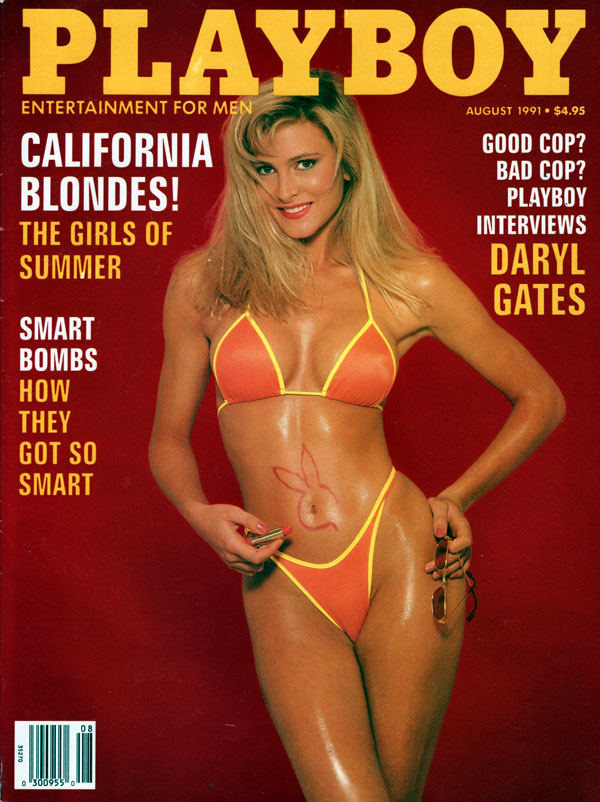 PLAYBOY
ENTERTAINMENT FOR MEN
AUGUST 1991 • $4.95
CALIFORNIA
BLONDES!
THE GIRLS OF
SUMMER
SMART
BOMBS
HOW
THEY
GOT SO
SMART
GOOD COP?
BAD COP?
PLAYBOY
INTERVIEWS
DARYL
GATES
08
35270
0 300955 0